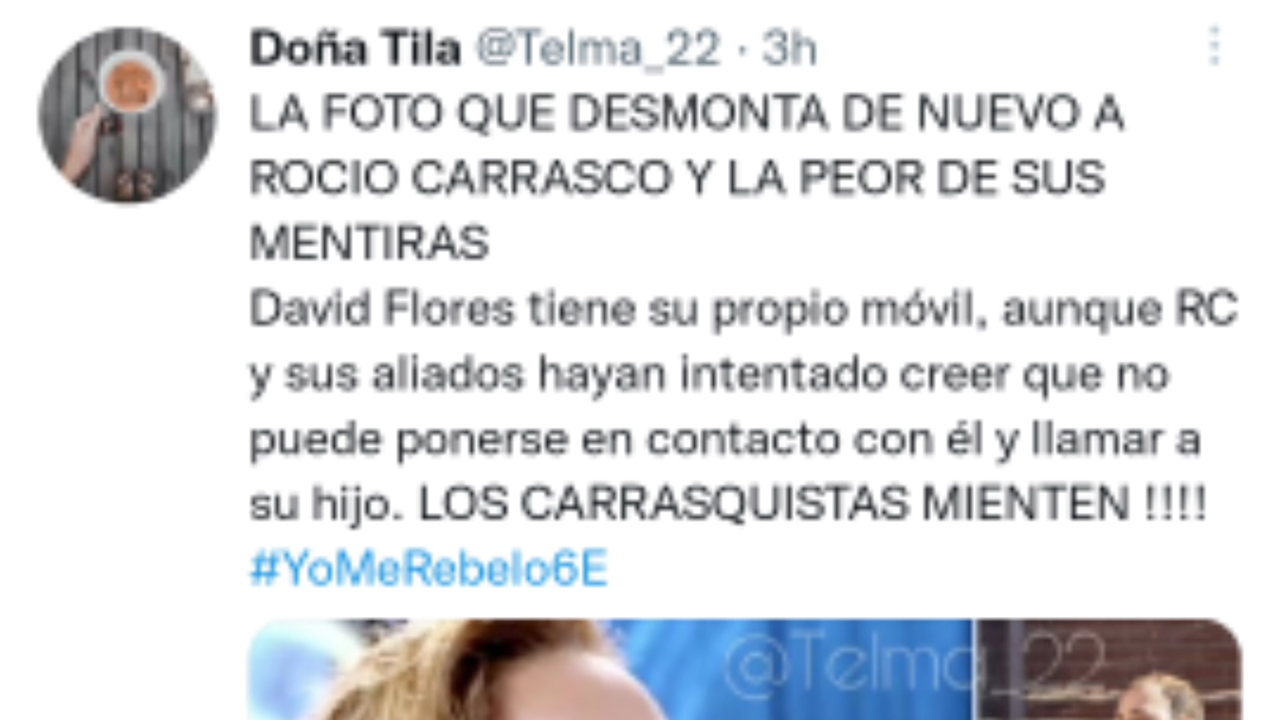 Doña Tila @Telma_22 · 3h
LA FOTO QUE DESMONTA DE NUEVO A
ROCIO CARRASCO Y LA PEOR DE SUS
MENTIRAS
David Flores tiene su propio móvil, aunque RC
y sus aliados hayan intentado creer que no
puede ponerse en contacto con él y llamar a
su hijo. LOS CARRASQUISTAS MIENTEN !!!!
#YoMeRebelo6E
@Telma_22